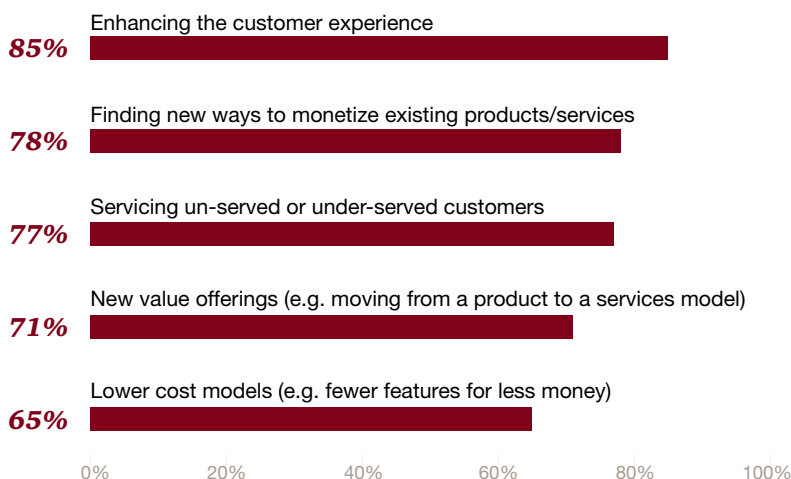 Enhancing the customer experience
85%
Finding new ways to monetize existing products/services
78%
Servicing un-served or under-served customers
77%
New value offerings (e.g. moving from a product to a services model)
71%
Lower cost models (e.g. fewer features for less money)
65%
0% 20% 40% 60% 80% 100%